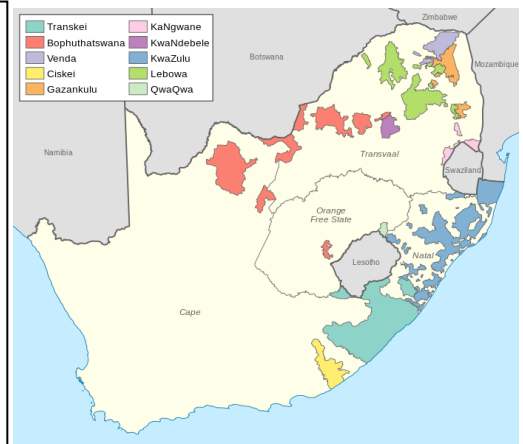 Transkei
Bophuthatswana
Venda
Ciskei
Gazankulu
KaNgwane
KwaNdebele
KwaZulu
Lebowa
QwaQwa
Zimbabwe
Botswana
Mozambique
Namibia
Transvaal
Swaziland
Orange
Free State
Lesotho
Natal
Cape